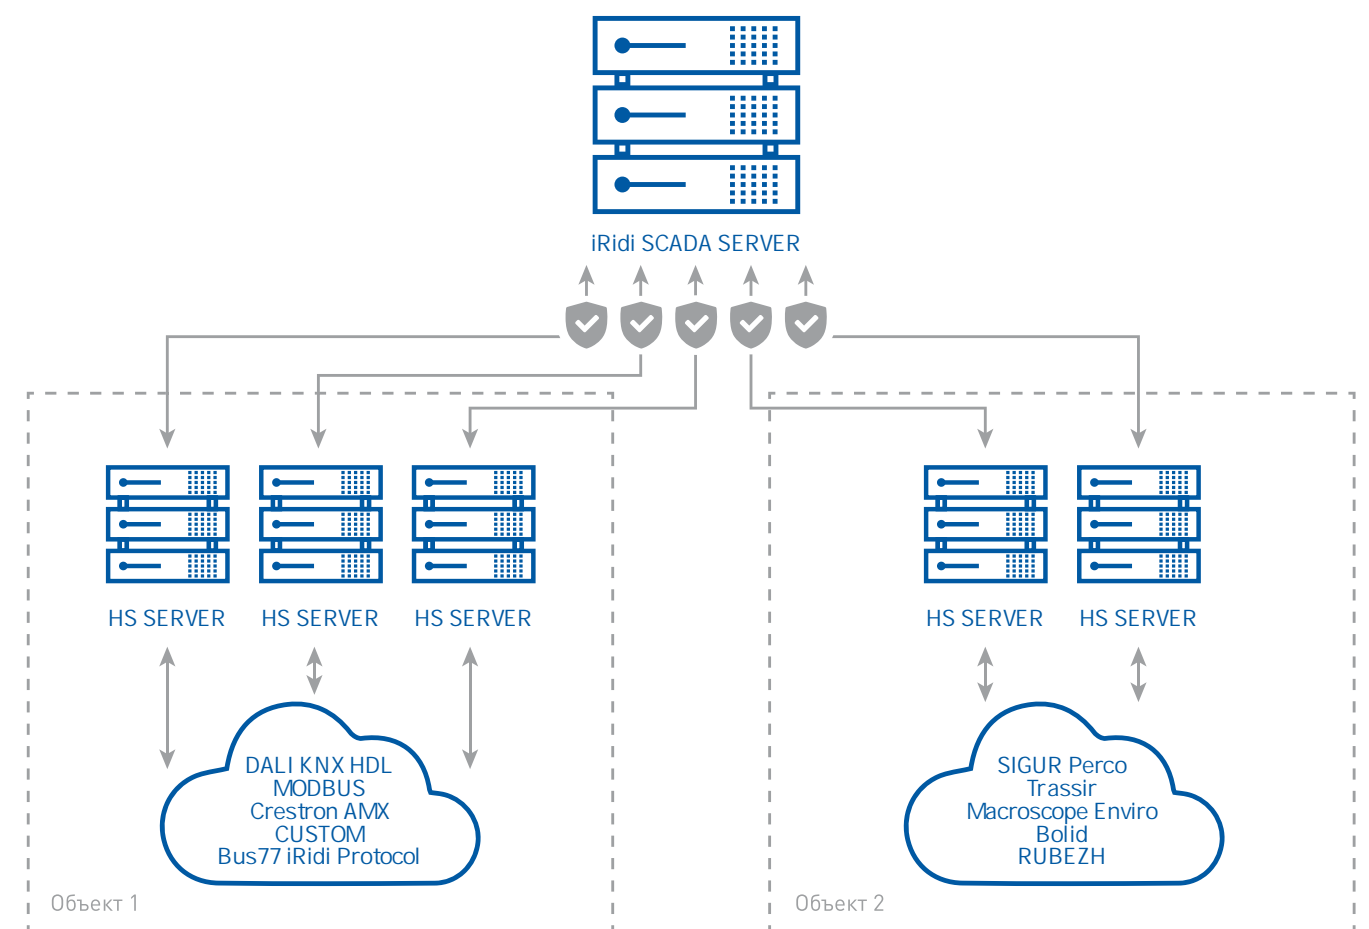 iRidi SCADA SERVER
HS SERVER
HS SERVER
HS SERVER
HS SERVER
HS SERVER
DALI KNX HDL
MODBUS
Crestron AMX
CUSTOM
Bus77 iRidi Protocol
SIGUR Perco
Trassir
Macroscope Enviro
Bolid
RUBEZH
Объект 1
Объект 2